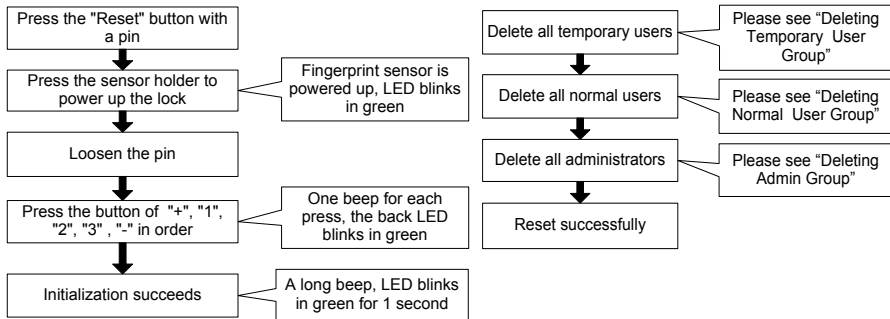 Press the "Reset" button with
a pin
Press the sensor holder to
power up the lock
Fingerprint sensor is
powered up, LED blinks
in green
Loosen the pin
Press the button of "+", "1",
"2", "3" , "-" in order
One beep for each
press, the back LED
blinks in green
Initialization succeeds
A long beep, LED blinks
in green for 1 second
Delete all temporary users
Please see “Deleting
Temporary User
Group”
Delete all normal users
Please see “Deleting
Normal User Group”
Delete all administrators
Please see “Deleting
Admin Group”
Reset successfully